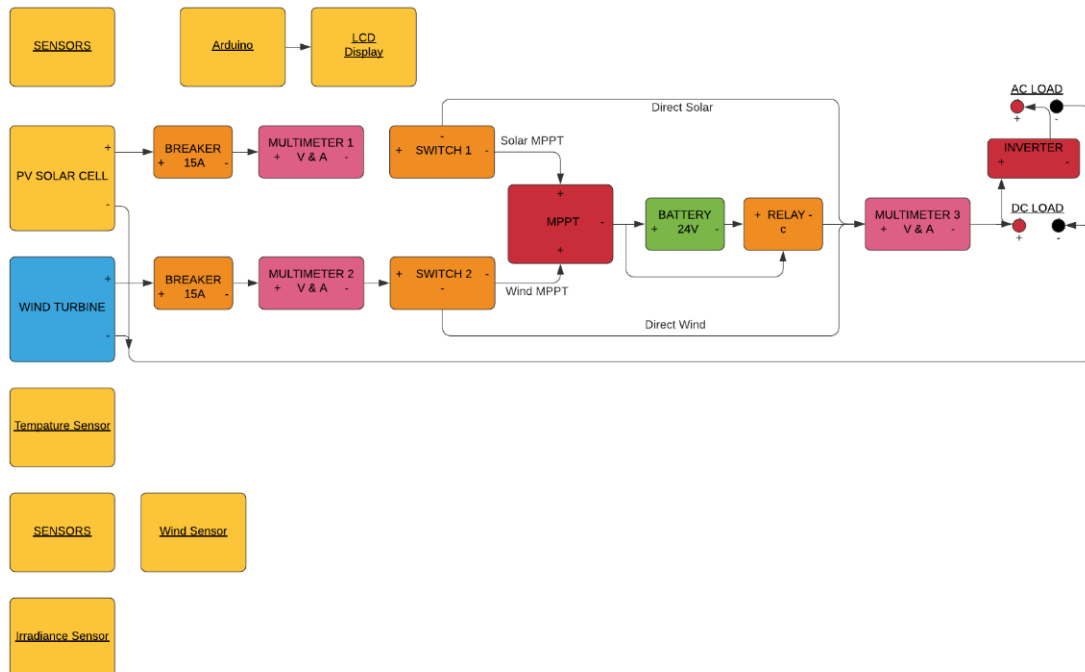 SENSORS
Arduino
LCD
Display
AC LOAD
+ -
Direct Solar
PV SOLAR CELL
+
-
BREAKER
+ 15A -
MULTIMETER 1
+ V & A -
-
+ SWITCH 1 -
Solar MPPT
INVERTER
+ -
+
MPPT -
+
BATTERY
+ 24V -
+ RELAY -
c
MULTIMETER 3
+ V & A -
DC LOAD
+ -
WIND TURBINE
+
-
BREAKER
+ 15A -
MULTIMETER 2
+ V & A -
+ SWITCH 2 -
-
Wind MPPT
Direct Wind
Tempature Sensor
SENSORS
Wind Sensor
Irradiance Sensor